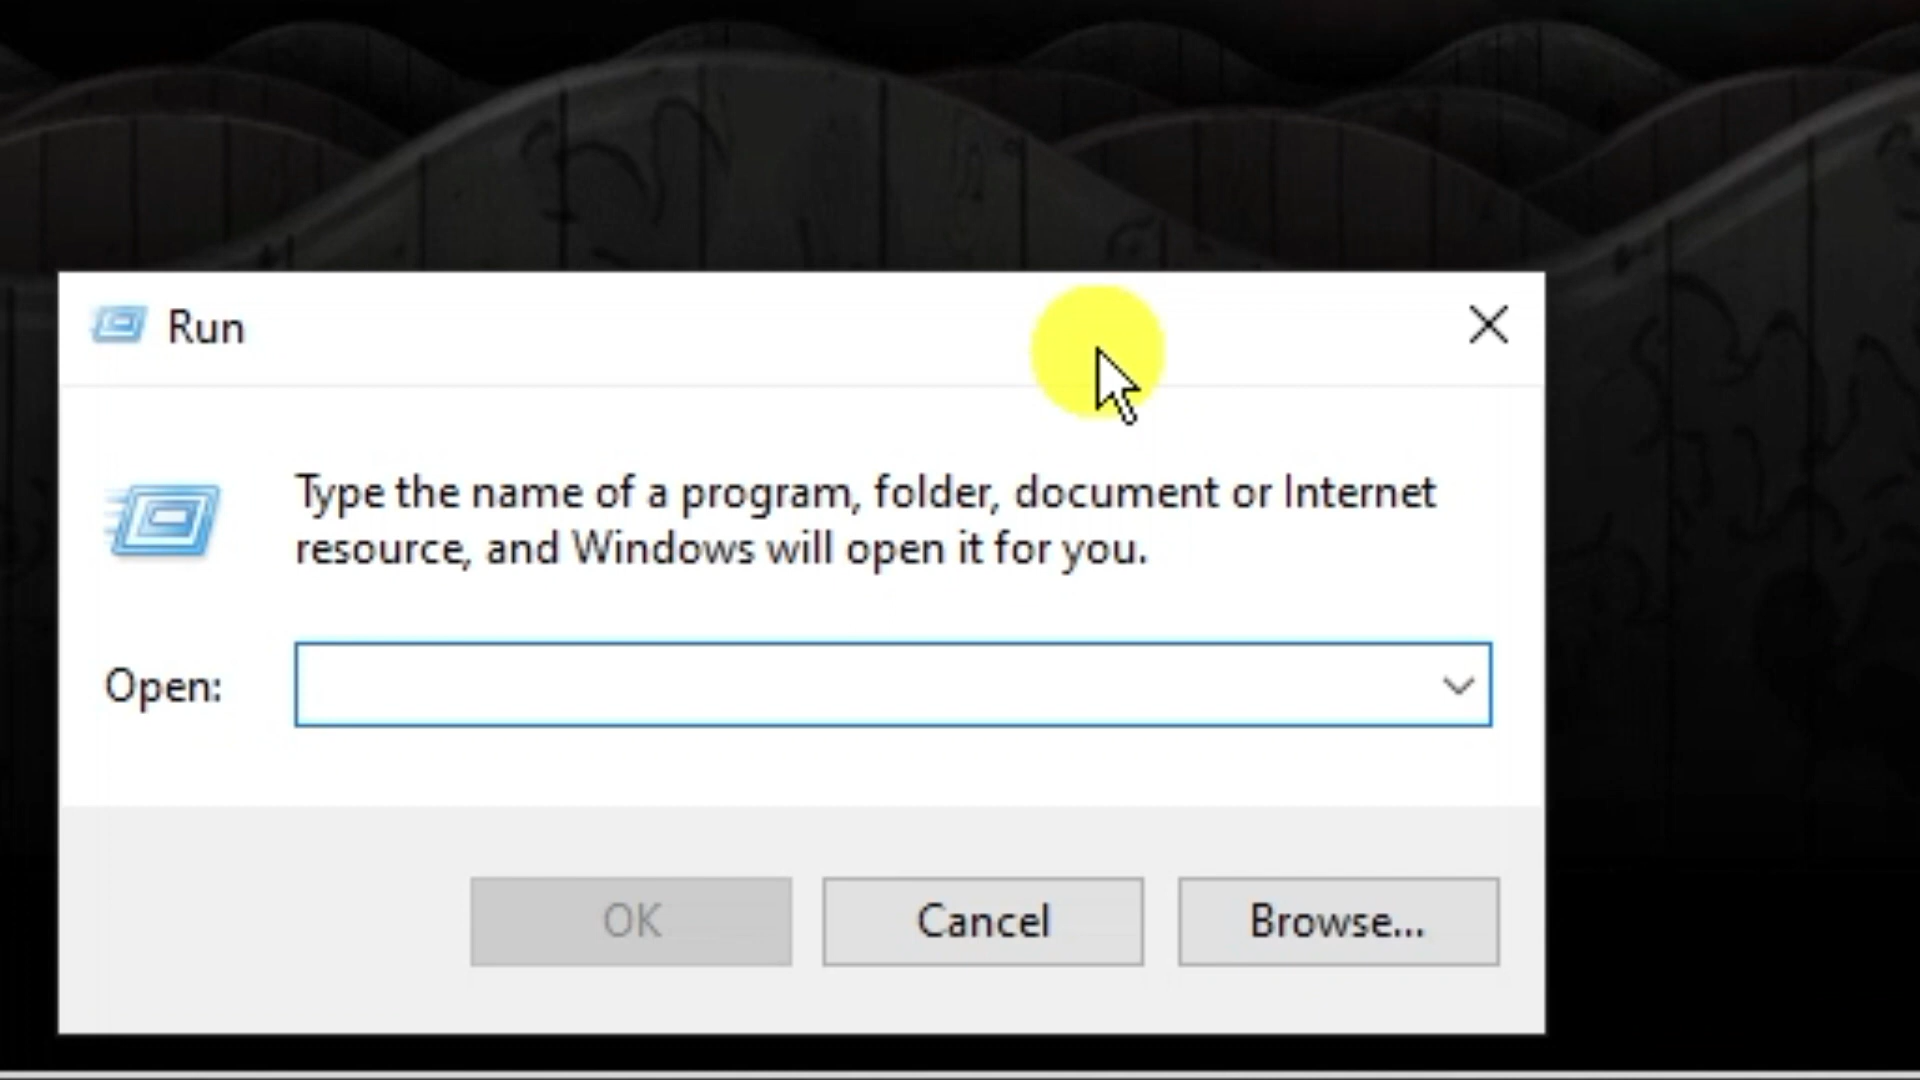 Run
Type the name of a program, folder, document or Internet
resource, and Windows will open it for you.
Open:
OK
Cancel
Browse...